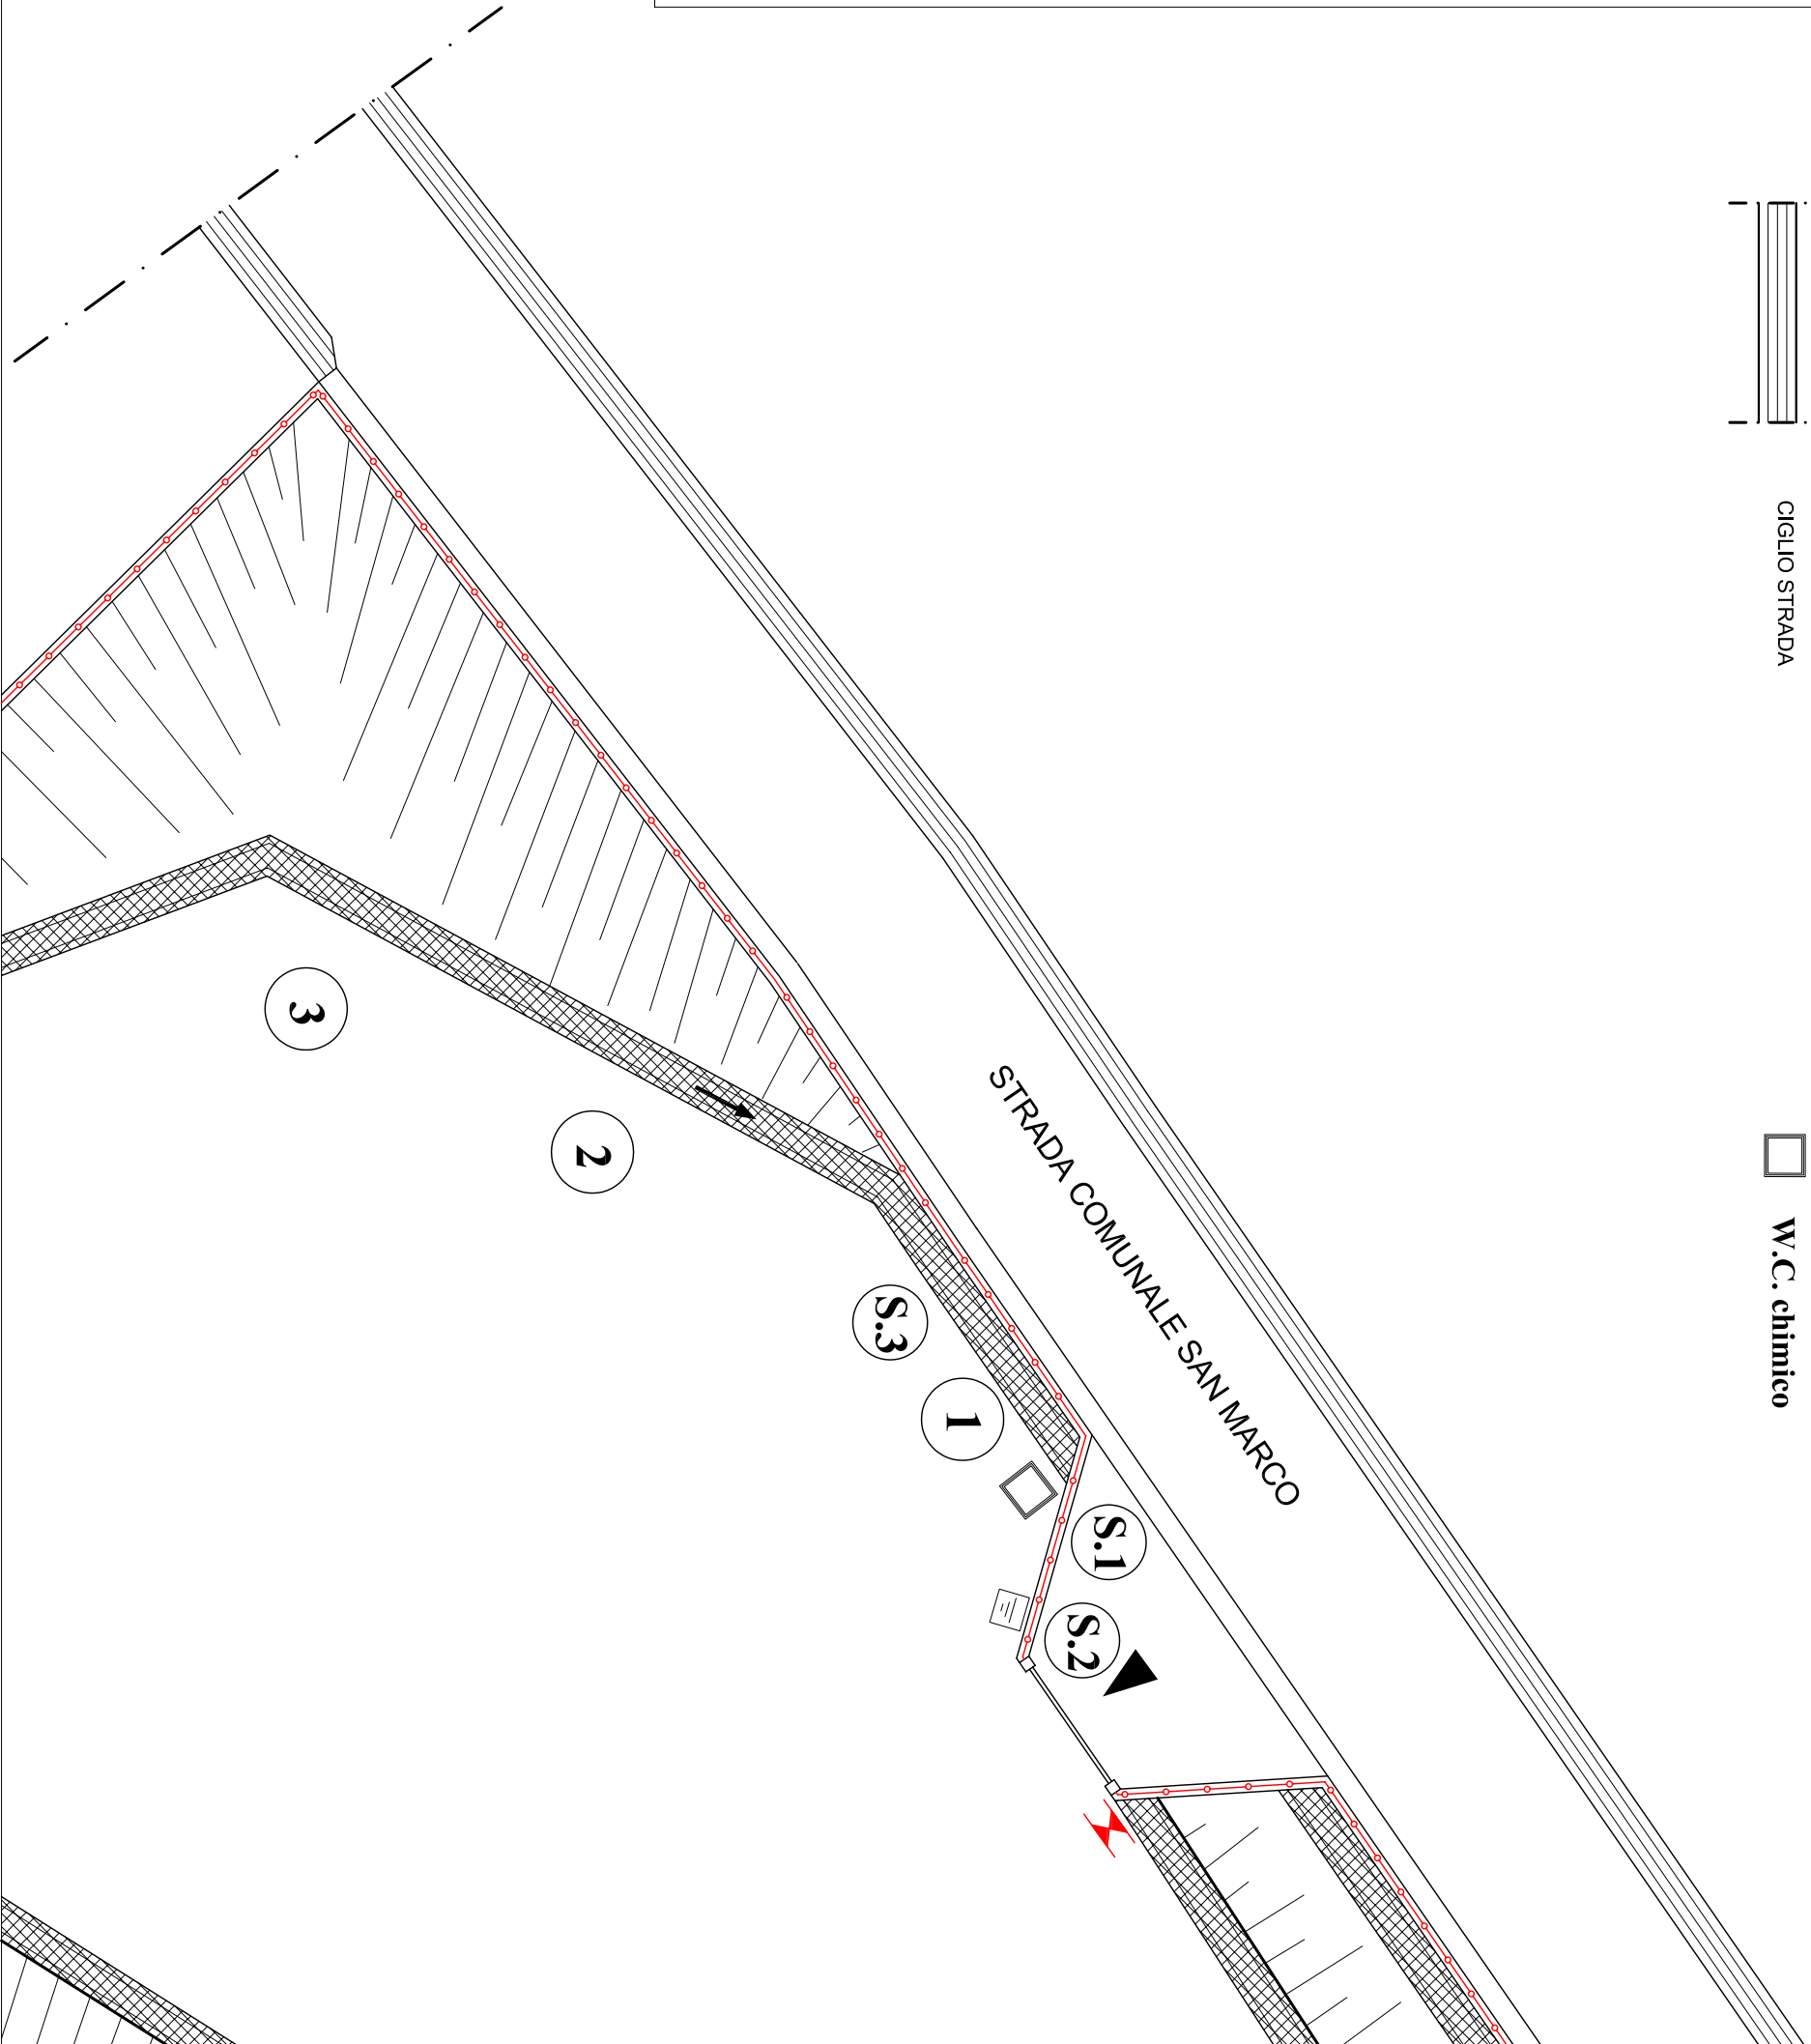 CIGLIO STRADA
W.C. chimico
STRADA COMUNALE SAN MARCO
3
2
S.3
1
S.1
S.2